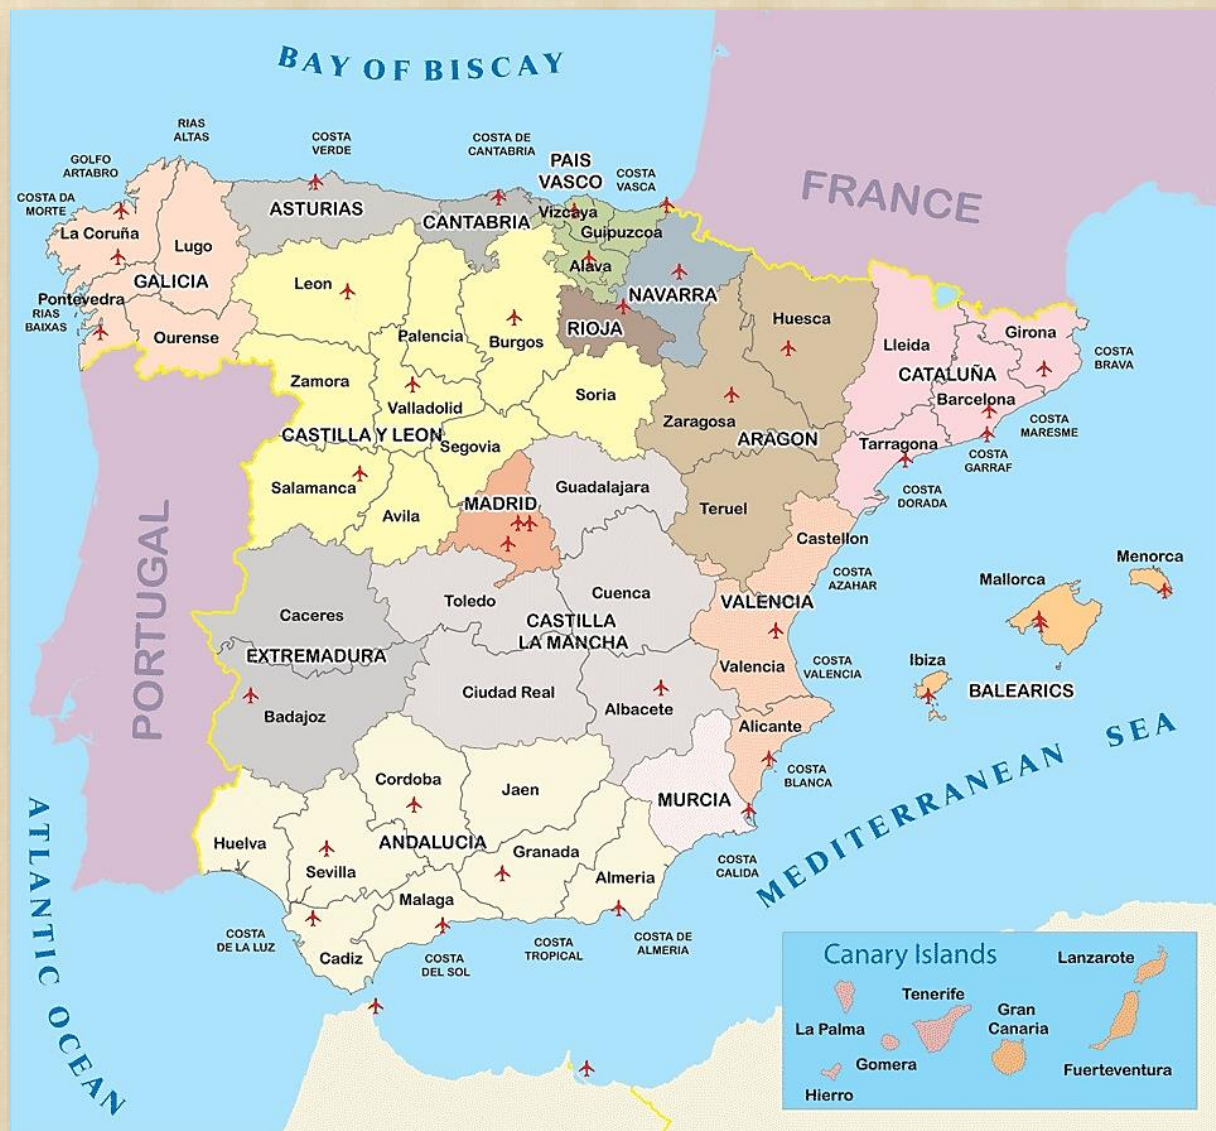 BAY OF BISCAY
RIAS
ALTAS
COSTA
VERDE
COSTA DE
CANTABRIA
GOLFO
ARTABRO
PAIS
VASCO
COSTA
VASCA
FRANCE
COSTA DA
MORTE
ASTURIAS
CANTABRIA
Vizcaya
Guipuzcoa
La Coruña
Lugo
Alava
GALICIA
Leon
NAVARRA
Pontevedra
RIAS
BAIXAS
Ourense
Palencia
Burgos
RIOJA
Huesca
Lleida
Girona
COSTA
BRAVA
CATALUÑA
Zamora
Valladolid
Soria
Zaragosa
Barcelona
COSTA
MARESME
CASTILLA Y LEON
Segovia
ARAGON
Tarragona
COSTA
GARRAF
Salamanca
Avila
MADRID
Guadalajara
Teruel
COSTA
DORADA
PORTUGAL
Castellon
COSTA
AZAHAR
Mallorca
Menorca
Caceres
Toledo
Cuenca
VALENCIA
CASTILLA
LA MANCHA
EXTREMADURA
Valencia
COSTA
VALENCIA
Ibiza
BALEARICS
Badajoz
Ciudad Real
Albacete
Alicante
COSTA
BLANCA
MEDITERRANEAN SEA
Cordoba
Jaen
MURCIA
ATLANTIC OCEAN
Huelva
ANDALUCIA
Granada
Sevilla
Almeria
COSTA
CALIDA
Malaga
COSTA
DE LA LUZ
Cadiz
COSTA
DEL SOL
COSTA
TROPICAL
COSTA DE
ALMERIA
Canary Islands
Lanzarote
Tenerife
La Palma
Gran
Canaria
Gomera
Fuerteventura
Hierro